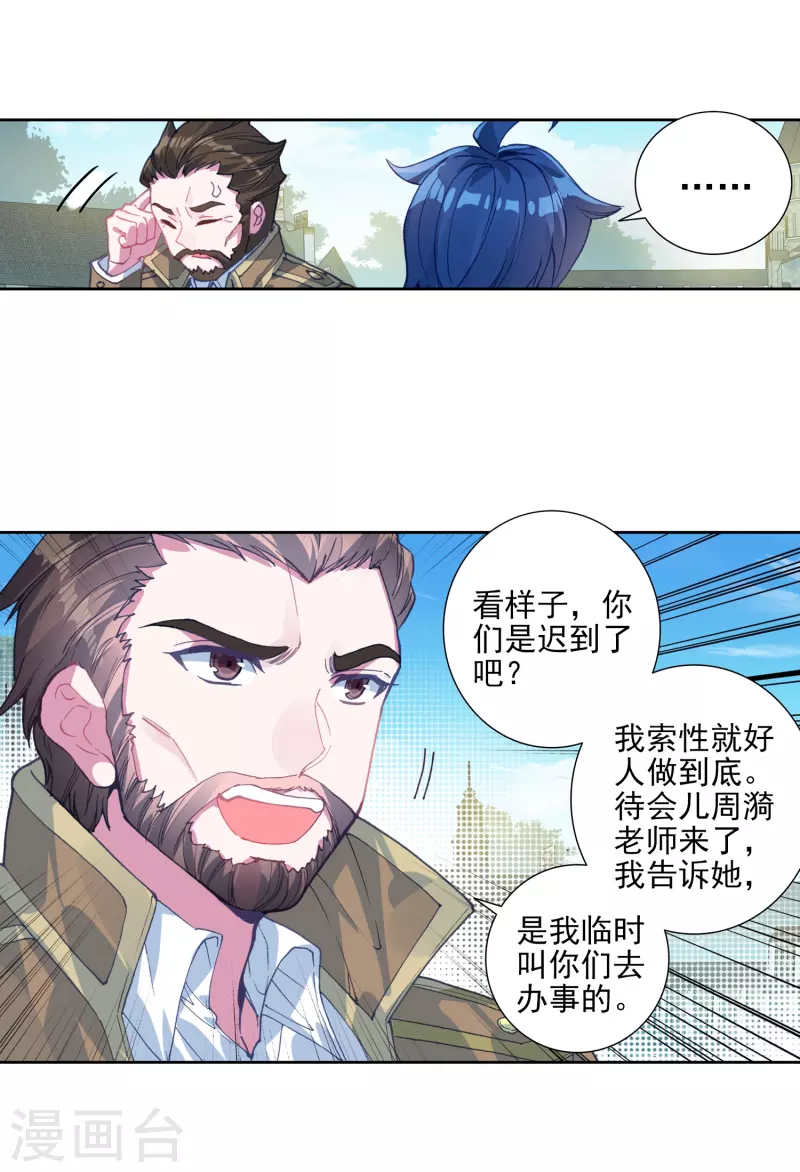 ……
看样子，你
们是迟到了
吧？
我索性就好
人做到底。
待会儿周漪
老师来了，
我告诉她，
是我临时
叫你们去
办事的。
漫画台